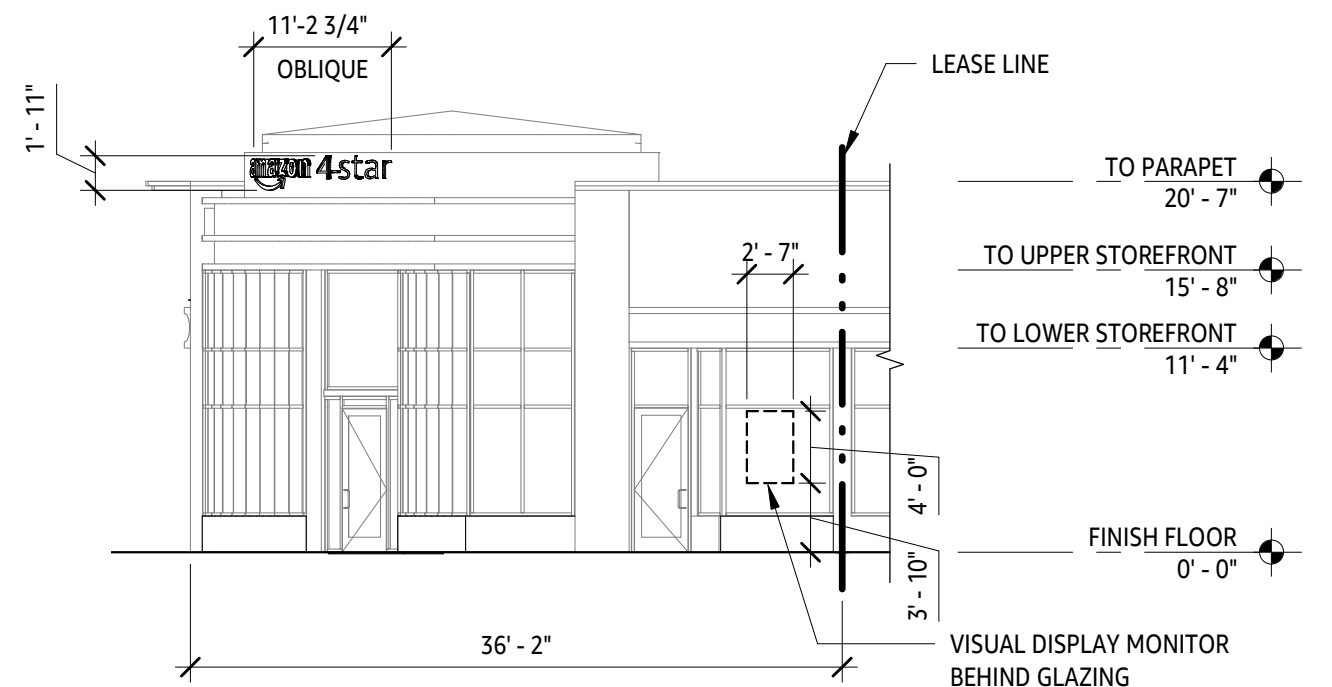 11'-2 3/4"
OBLIQUE
LEASE LINE
1' - 11"
amazon 4-star
TO PARAPET
20' - 7"
2' - 7"
TO UPPER STOREFRONT
15' - 8"
TO LOWER STOREFRONT
11' - 4"
4' - 0"
FINISH FLOOR
0' - 0"
3' - 10"
36' - 2"
VISUAL DISPLAY MONITOR
BEHIND GLAZING